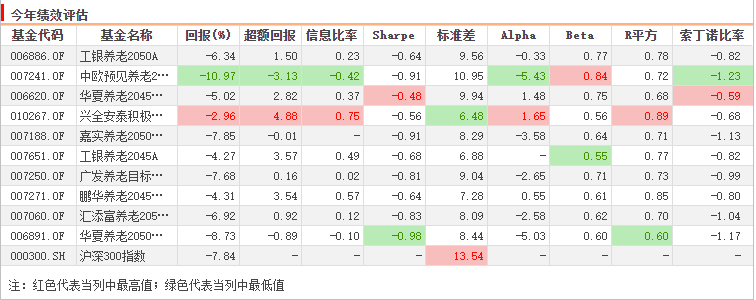 今年绩效评估
基金代码 基金名称 回报(%) 超额回报 信息比率 Sharpe 标准差 Alpha Beta R平方 索丁诺比率
006886.OF 工银养老2050A -6.34 1.50 0.23 -0.64 9.56 -0.33 0.77 0.78 -0.82
007241.OF 中欧预见养老2… -10.97 -3.13 -0.42 -0.91 10.95 -5.43 0.84 0.72 -1.23
006620.OF 华夏养老2045… -5.02 2.82 0.37 -0.48 9.94 1.48 0.75 0.68 -0.59
010267.OF 兴全安泰积极… -2.96 4.88 0.75 -0.56 6.48 1.65 0.56 0.89 -0.68
007188.OF 嘉实养老2050… -7.85 -0.01 - -0.91 8.29 -3.58 0.64 0.71 -1.13
007651.OF 工银养老2045A -4.27 3.57 0.49 -0.68 6.88 - 0.55 0.77 -0.82
007250.OF 广发养老目标… -7.68 0.16 0.02 -0.81 9.04 -2.65 0.71 0.73 -0.99
007271.OF 鹏华养老2045… -4.31 3.54 0.57 -0.64 7.28 0.55 0.61 0.85 -0.80
007060.OF 汇添富养老205… -6.92 0.92 0.12 -0.83 8.09 -2.58 0.62 0.70 -1.04
006891.OF 华夏养老2050… -8.73 -0.89 -0.10 -0.98 8.44 -5.03 0.60 0.60 -1.17
000300.SH 沪深300指数 -7.84 - - - 13.54 - - - -
注：红色代表当列中最高值；绿色代表当列中最低值